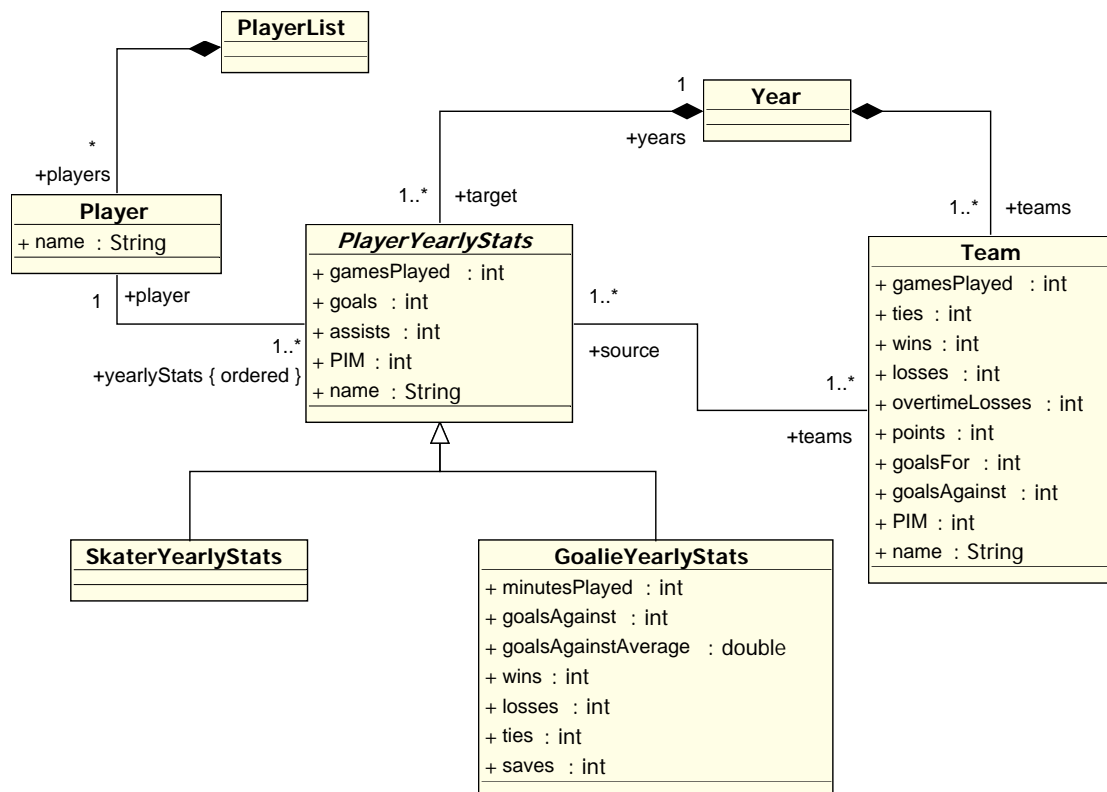 PlayerList
*
+players
Player
+ name : String
1 +player
1..*
+yearlyStats { ordered }
1
Year
+years
1..* +target
1..* +teams
PlayerYearlyStats
+ gamesPlayed : int
+ goals : int
+ assists : int
+ PIM : int
+ name : String
1..*
+source
1..*
+teams
Team
+ gamesPlayed : int
+ ties : int
+ wins : int
+ losses : int
+ overtimeLosses : int
+ points : int
+ goalsFor : int
+ goalsAgainst : int
+ PIM : int
+ name : String
SkaterYearlyStats
GoalieYearlyStats
+ minutesPlayed : int
+ goalsAgainst : int
+ goalsAgainstAverage : double
+ wins : int
+ losses : int
+ ties : int
+ saves : int